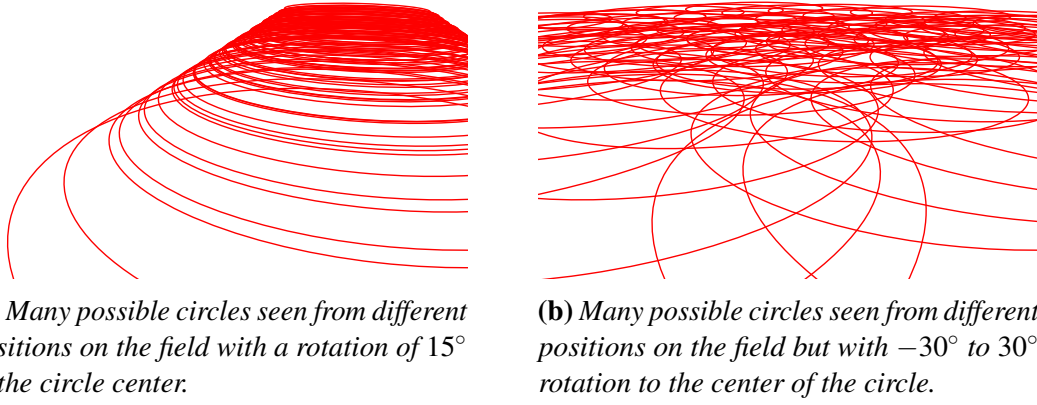 Many possible circles seen from different
sitions on the field with a rotation of 15°
the circle center.
(b) Many possible circles seen from different
positions on the field but with −30° to 30°
rotation to the center of the circle.